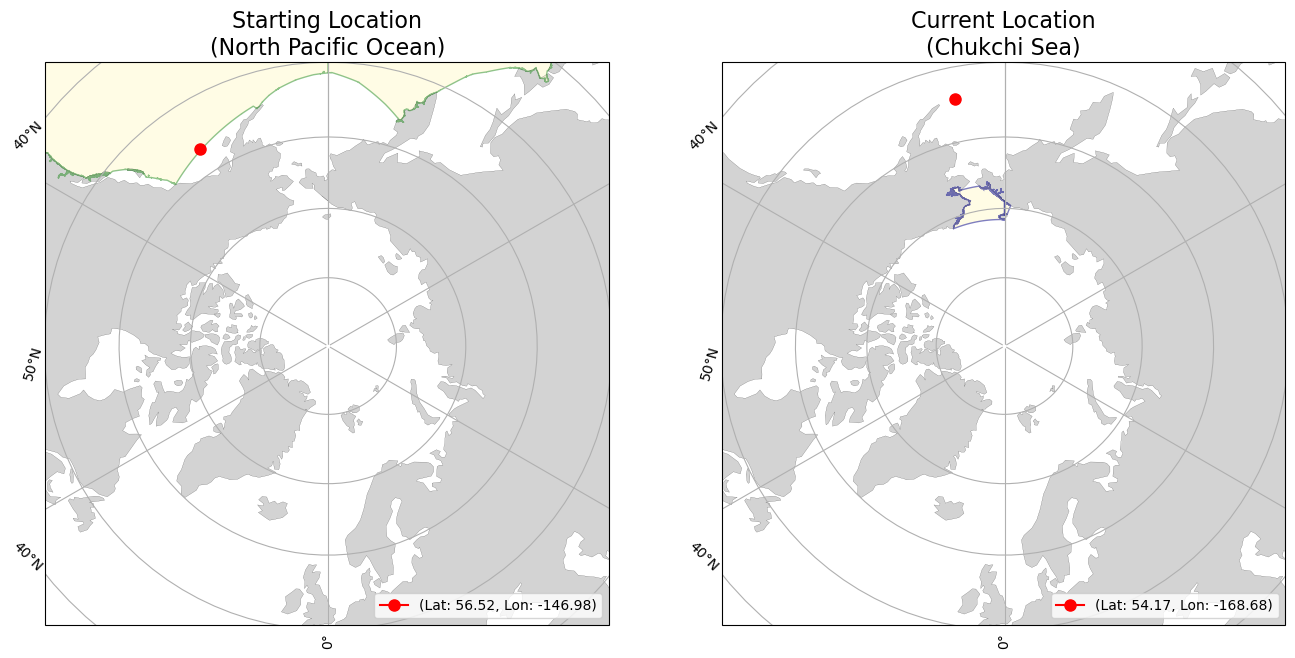 Starting Location
(North Pacific Ocean)
40°N
50°N
40°N
0°
(Lat: 56.52, Lon: -146.98)
Current Location
(Chukchi Sea)
40°N
50°N
40°N
0°
(Lat: 54.17, Lon: -168.68)